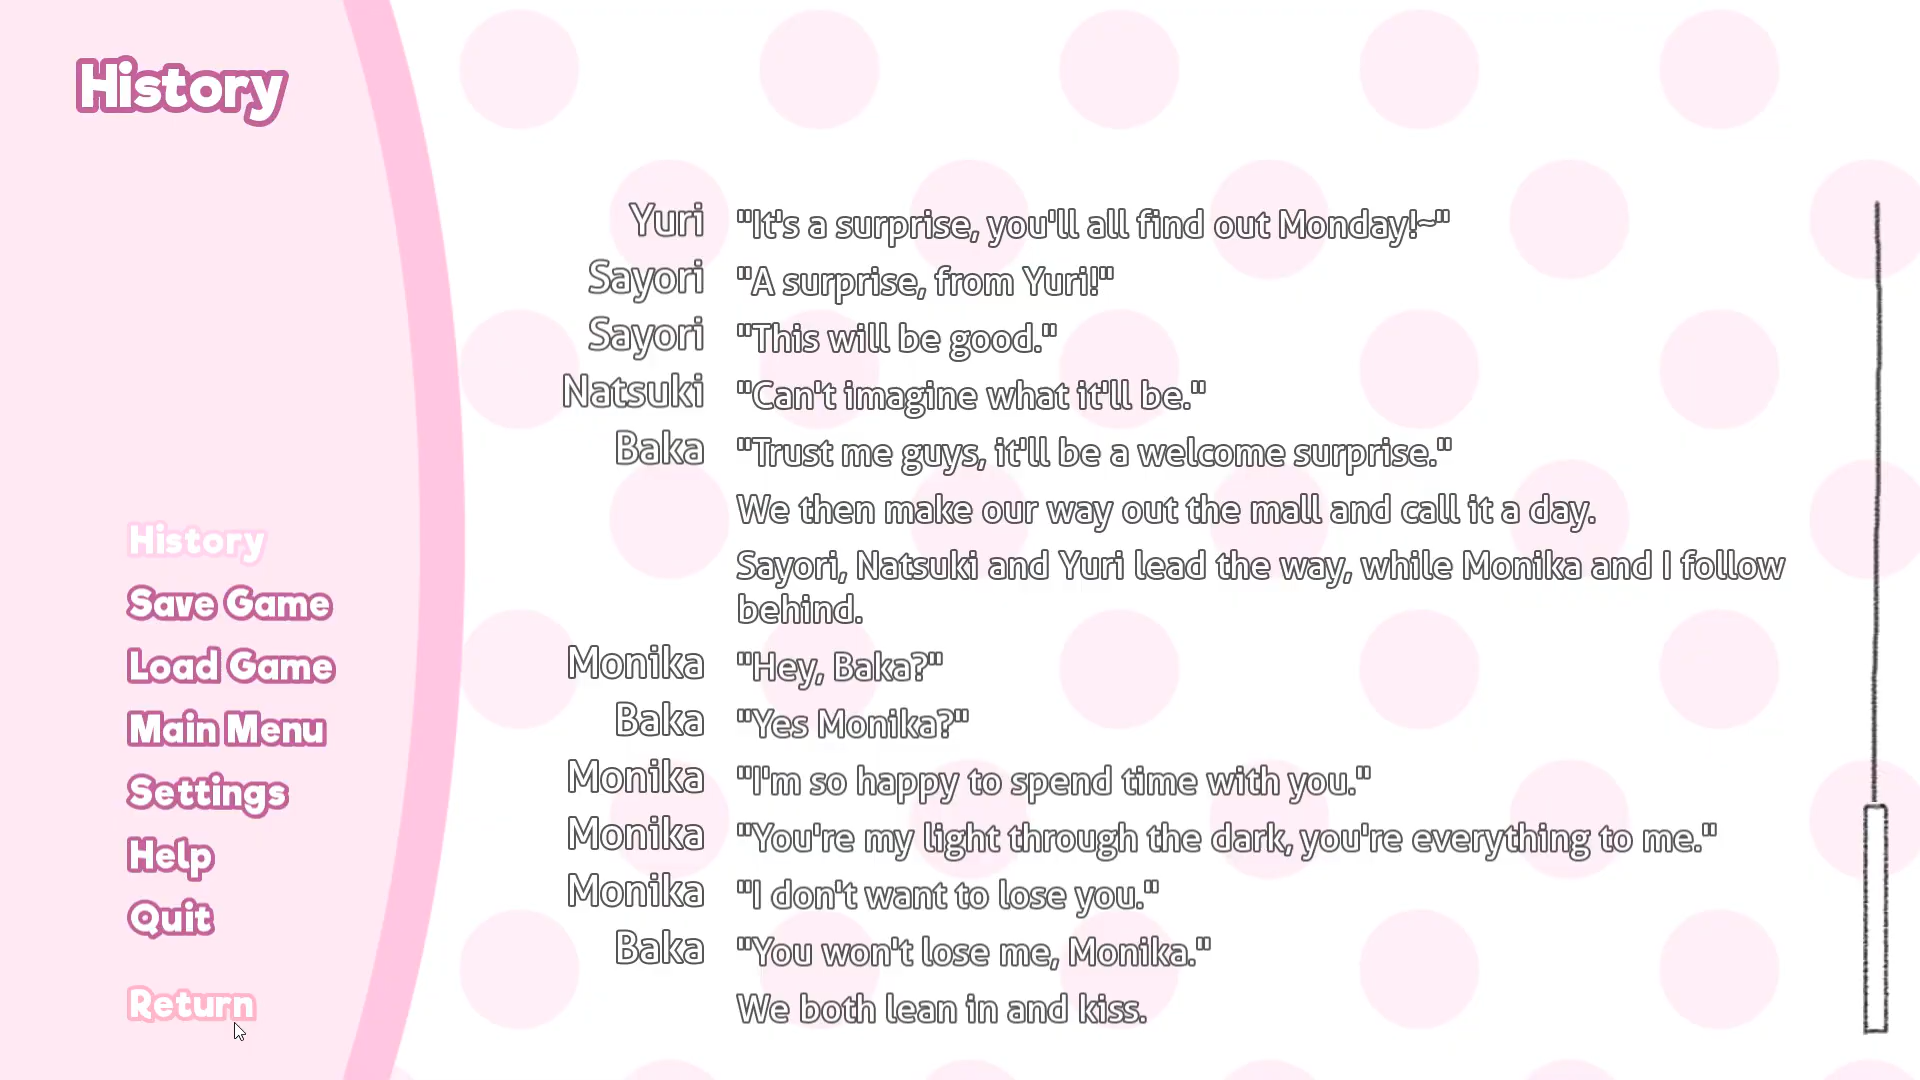 History
Yuri "It's a surprise, you'll all find out Monday!~"
Sayori "A surprise, from Yuri!"
Sayori "This will be good."
Natsuki "Can't imagine what it'll be."
Baka "Trust me guys, it'll be a welcome surprise."
We then make our way out the mall and call it a day.
Sayori, Natsuki and Yuri lead the way, while Monika and I follow
behind.
Monika "Hey, Baka?"
Baka "Yes Monika?"
Monika "I'm so happy to spend time with you."
Monika "You're my light through the dark, you're everything to me."
Monika "I don't want to lose you."
Baka "You won't lose me, Monika."
We both lean in and kiss.
History
Save Game
Load Game
Main Menu
Settings
Help
Quit
Return